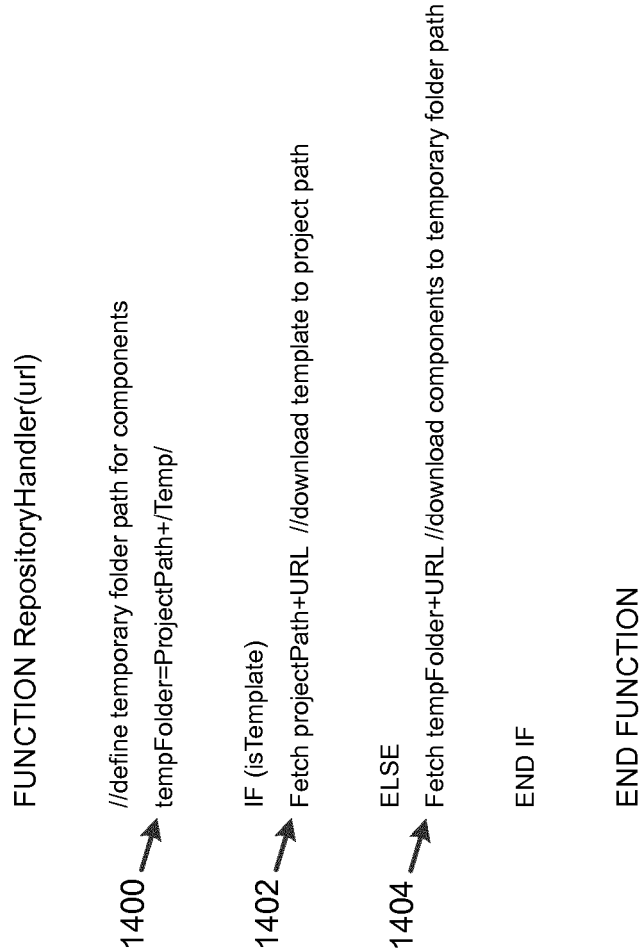 FUNCTION RepositoryHandler(url)
//define temporary folder path for components
1400 tempFolder=ProjectPath+/Temp/
IF (isTemplate)
1402 Fetch projectPath+URL //download template to project path
ELSE
1404 Fetch tempFolder+URL //download components to temporary folder path
END IF
END FUNCTION